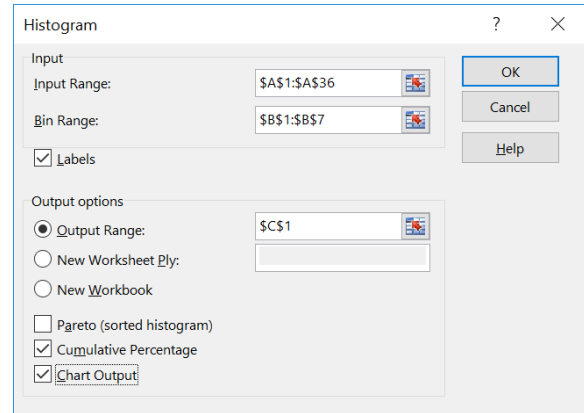 Histogram ?
Input
Input Range: $A$1:$A$36
Bin Range: $B$1:$B$7
Labels
OK
Cancel
Help
Output options
Output Range: $C$1
New Worksheet Ply:
New Workbook
Pareto (sorted histogram)
Cumulative Percentage
Chart Output